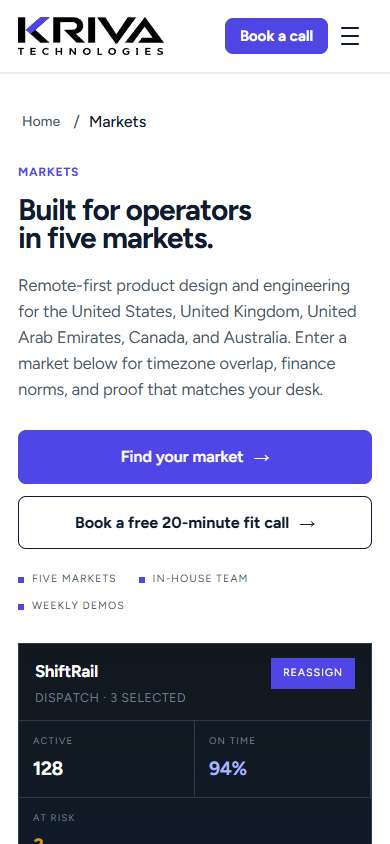 KRIVA
TECHNOLOGIES
Book a call
Home / Markets
MARKETS
Built for operators
in five markets.
Remote-first product design and engineering
for the United States, United Kingdom, United
Arab Emirates, Canada, and Australia. Enter a
market below for timezone overlap, finance
norms, and proof that matches your desk.
Find your market →
Book a free 20-minute fit call →
FIVE MARKETS
IN-HOUSE TEAM
WEEKLY DEMOS
ShiftRail
REASSIGN
DISPATCH · 3 SELECTED
ACTIVE
ON TIME
128
94%
AT RISK